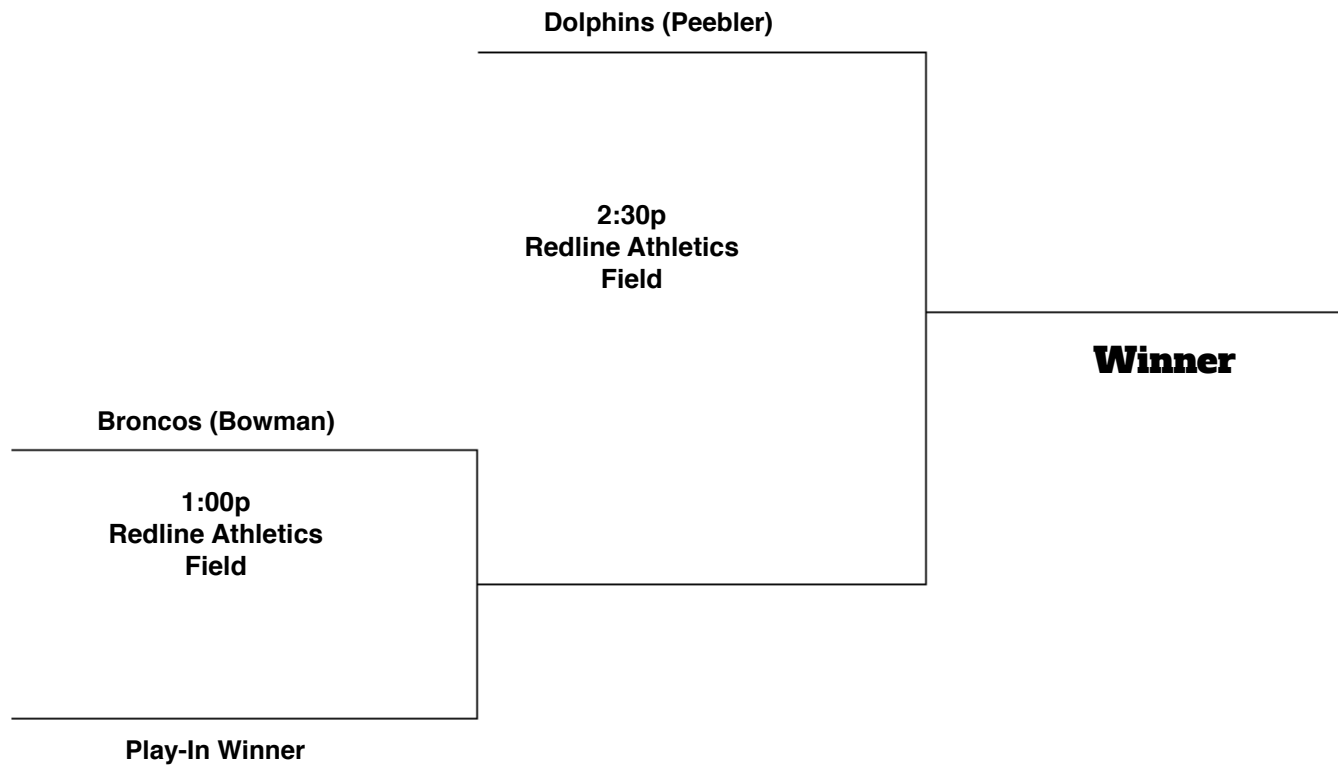 Dolphins (Peebler)
2:30p
Redline Athletics
Field
Winner
Broncos (Bowman)
1:00p
Redline Athletics
Field
Play-In Winner